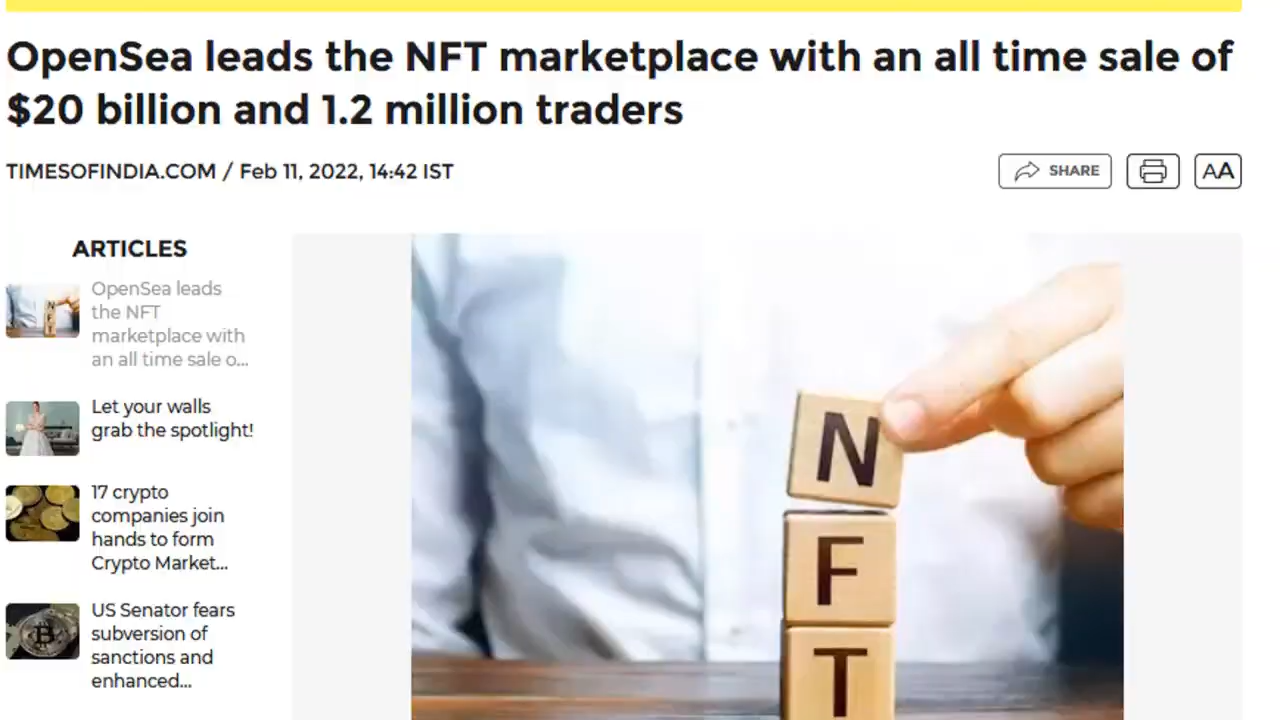 OpenSea leads the NFT marketplace with an all time sale of
$20 billion and 1.2 million traders
TIMESOFINDIA.COM / Feb 11, 2022, 14:42 IST
SHARE
AA
ARTICLES
OpenSea leads
the NFT
marketplace with
an all time sale o...
Let your walls
grab the spotlight!
17 crypto
companies join
hands to form
Crypto Market...
US Senator fears
subversion of
sanctions and
enhanced...
N
F
T